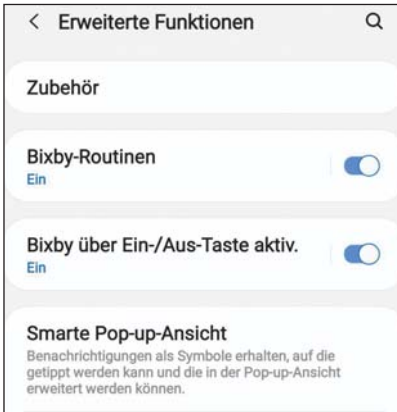 Erweiterte Funktionen
Zubehör
Bixby-Routinen
Ein
Bixby über Ein-/Aus-Taste aktiv.
Ein
Smarte Pop-up-Ansicht
Benachrichtigungen als Symbole erhalten, auf die
getippt werden kann und die in der Pop-up-Ansicht
erweitert werden können.